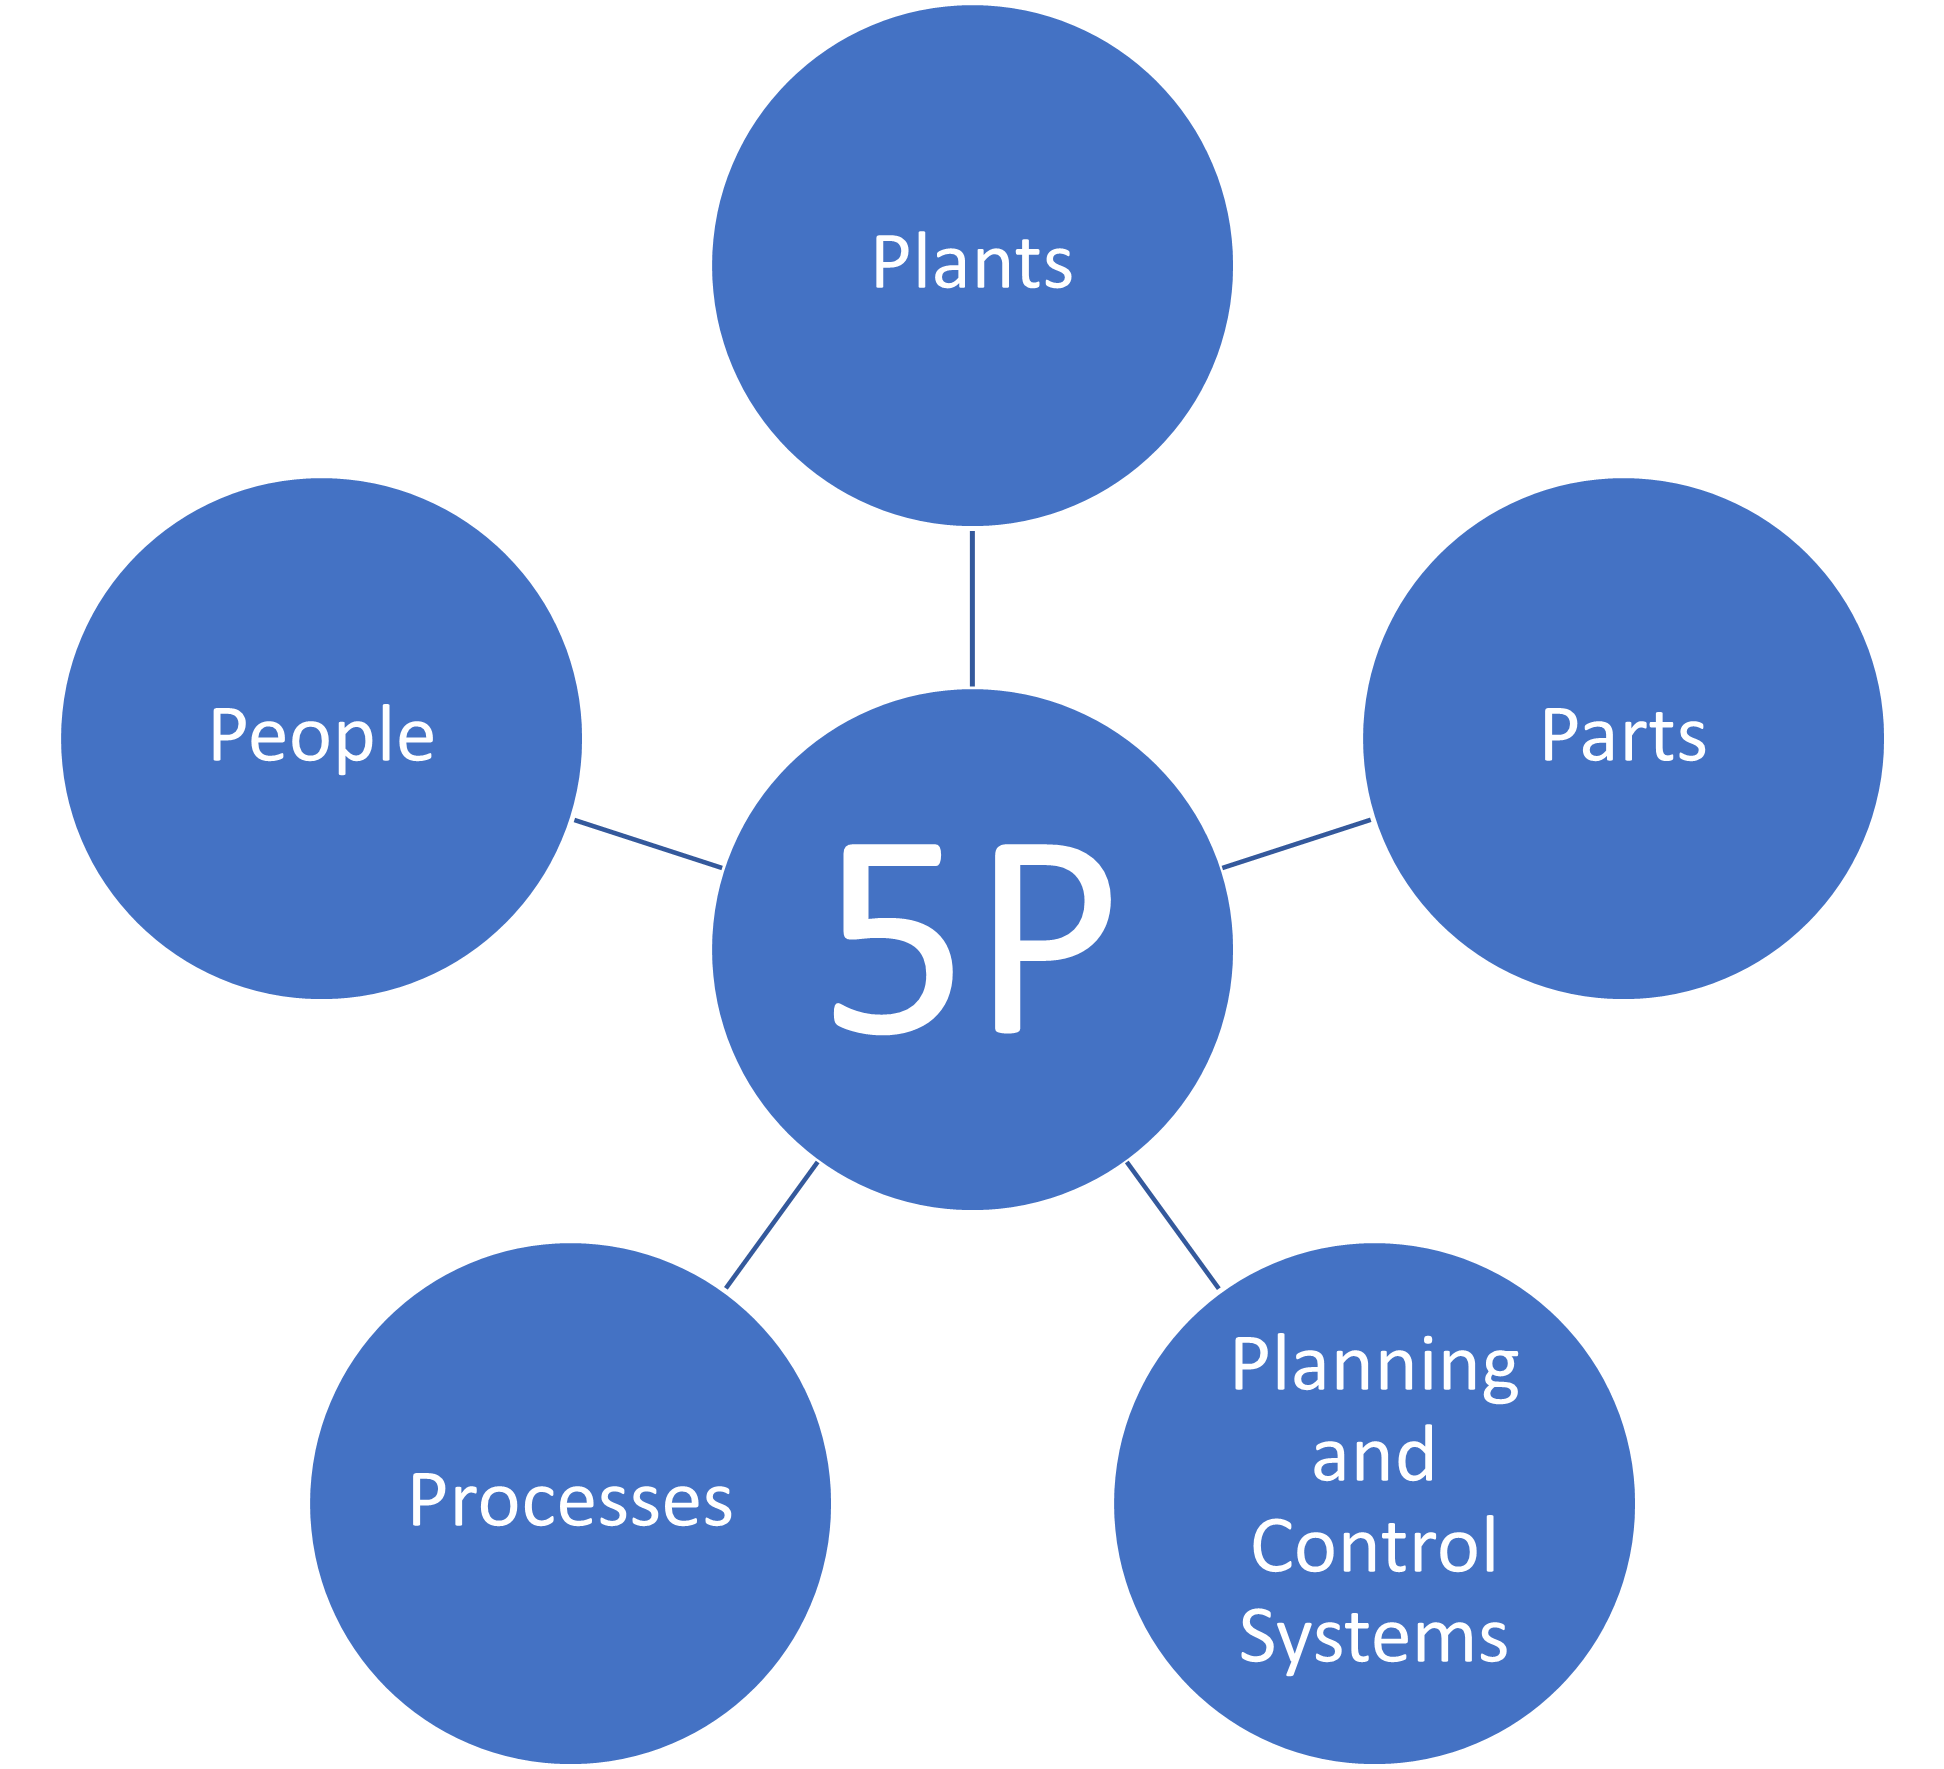 Plants
People
Parts
5P
Processes
Planning
and
Control
Systems